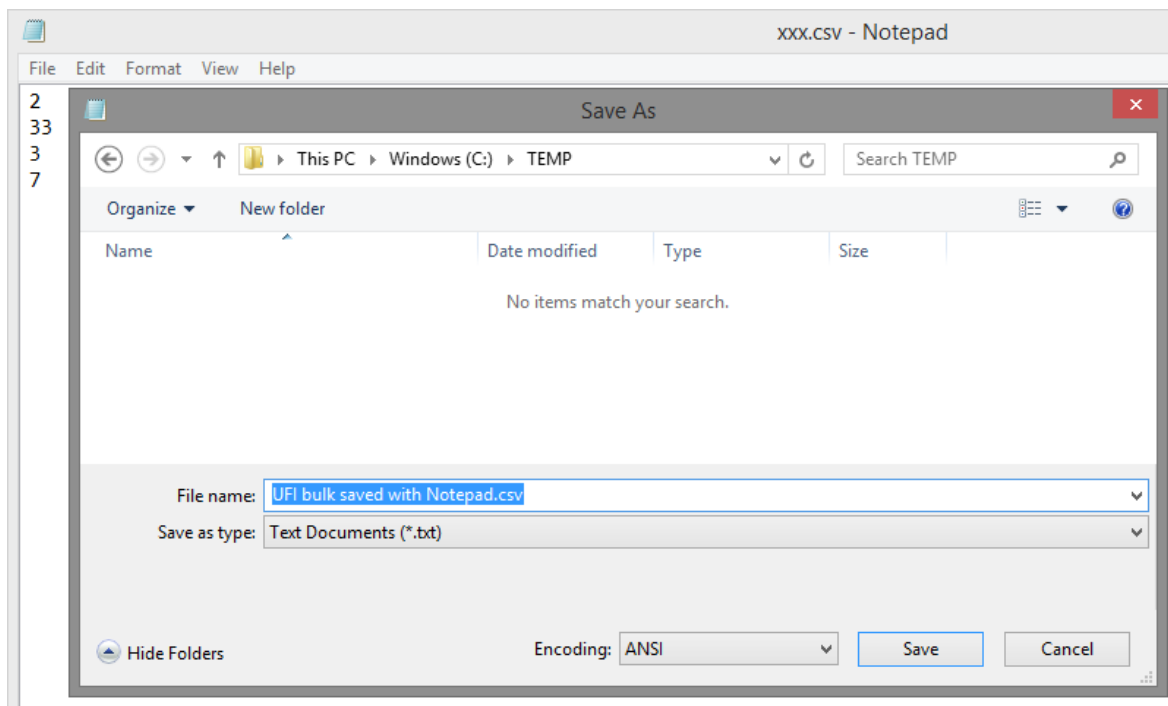 xxx.csv - Notepad
File Edit Format View Help
2
33
3
7
Save As
This PC Windows (C:) TEMP
Search TEMP
Organize New folder
Name Date modified Type Size
No items match your search.
File name: UFI bulk saved with Notepad.csv
Save as type: Text Documents (*.txt)
Hide Folders Encoding: ANSI Save Cancel